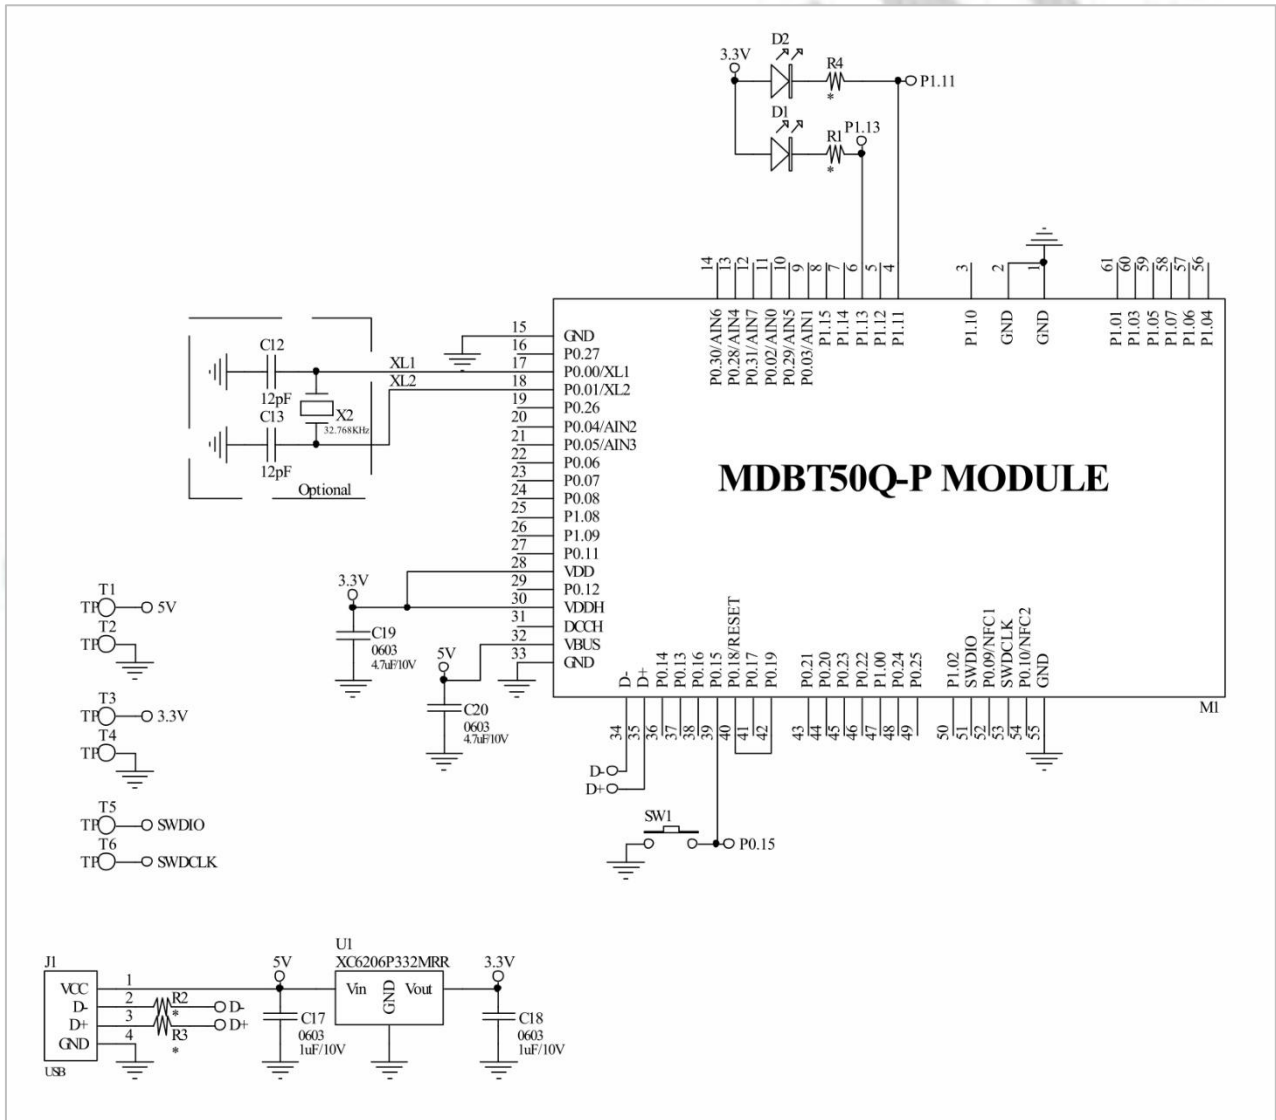 D2
3.3V
R4
*
P1.11
D1
R1
*
P1.13
14
13
12
11
10
9
8
7
6
5
4
3
2
1
61
60
59
58
57
56
P0.30/AIN6
P0.28/AIN4
P0.31/AIN7
P0.02/AIN0
P0.29/AIN5
P0.03/AIN1
P1.15
P1.14
P1.13
P1.12
P1.11
P1.10
GND
GND
P1.01
P1.03
P1.05
P1.07
P1.06
P1.04
15 GND
16 P0.27
17 P0.00/XL1
18 P0.01/XL2
19 P0.26
20 P0.04/AIN2
21 P0.05/AIN3
22 P0.06
23 P0.07
24 P0.08
25 P1.08
26 P1.09
27 P0.11
28 VDD
29 P0.12
30 VDDH
31 DCCH
32 VBUS
33 GND
C12
12pF
C13
12pF
XL1
XL2
X2
32.768KHz
Optional
MDBT50Q-P MODULE
3.3V
C19
0603
4.7uF/10V
5V
C20
0603
4.7uF/10V
D-
D+
P0.14
P0.13
P0.16
P0.15
P0.18/RESET
P0.17
P0.19
P0.21
P0.20
P0.23
P0.22
P1.00
P0.24
P0.25
P1.02
SWDIO
P0.09/NFC1
SWDCLK
P0.10/NFC2
GND
M1
34
35
36
37
38
39
40
41
42
43
44
45
46
47
48
49
50
51
52
53
54
55
D-
D+
SW1
P0.15
T1
TP 5V
T2
TP
T3
TP 3.3V
T4
TP
T5
TP SWDIO
T6
TP SWDCLK
J1
VCC 1
D- 2 R2 D-
*
D+ 3 R3 D+
*
GND 4
USB
5V
C17
0603
1uF/10V
U1
XC6206P332MRR
Vin GND Vout
3.3V
C18
0603
1uF/10V